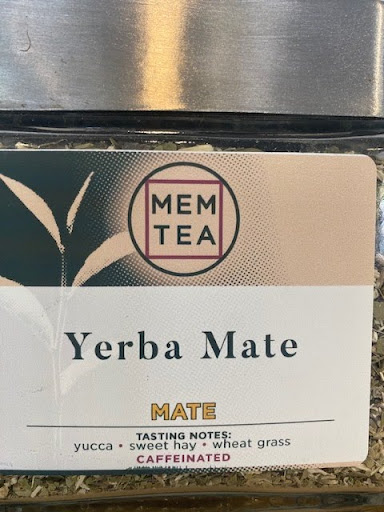 MEM
TEA
Yerba Mate
MATE
TASTING NOTES:
yucca • sweet hay • wheat grass
CAFFEINATED